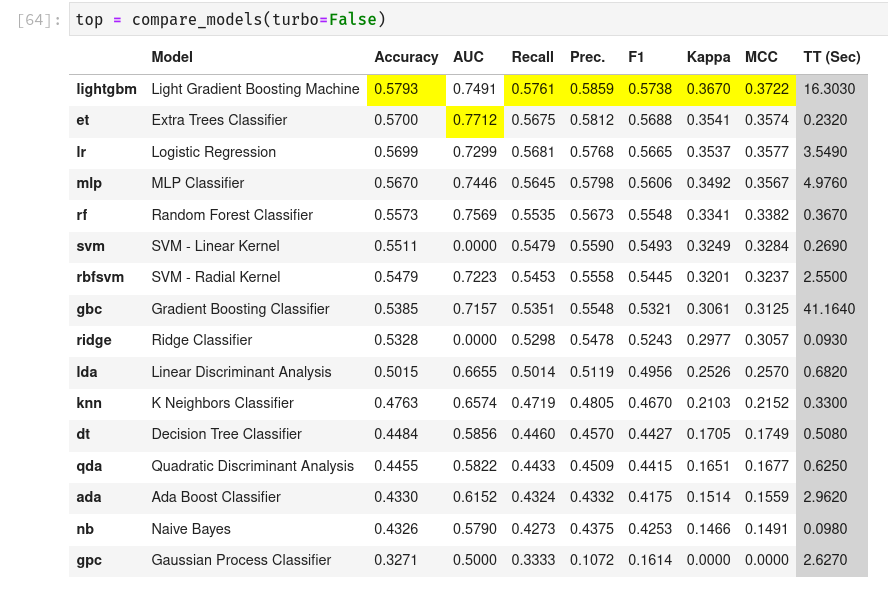 [64]: top = compare_models(turbo=False)
Model Accuracy AUC Recall Prec. F1 Kappa MCC TT (Sec)
lightgbm Light Gradient Boosting Machine 0.5793 0.7491 0.5761 0.5859 0.5738 0.3670 0.3722 16.3030
et Extra Trees Classifier 0.5700 0.7712 0.5675 0.5812 0.5688 0.3541 0.3574 0.2320
lr Logistic Regression 0.5699 0.7299 0.5681 0.5768 0.5665 0.3537 0.3577 3.5490
mlp MLP Classifier 0.5670 0.7446 0.5645 0.5798 0.5606 0.3492 0.3567 4.9760
rf Random Forest Classifier 0.5573 0.7569 0.5535 0.5673 0.5548 0.3341 0.3382 0.3670
svm SVM - Linear Kernel 0.5511 0.0000 0.5479 0.5590 0.5493 0.3249 0.3284 0.2690
rbfsvm SVM - Radial Kernel 0.5479 0.7223 0.5453 0.5558 0.5445 0.3201 0.3237 2.5500
gbc Gradient Boosting Classifier 0.5385 0.7157 0.5351 0.5548 0.5321 0.3061 0.3125 41.1640
ridge Ridge Classifier 0.5328 0.0000 0.5298 0.5478 0.5243 0.2977 0.3057 0.0930
lda Linear Discriminant Analysis 0.5015 0.6655 0.5014 0.5119 0.4956 0.2526 0.2570 0.6820
knn K Neighbors Classifier 0.4763 0.6574 0.4719 0.4805 0.4670 0.2103 0.2152 0.3300
dt Decision Tree Classifier 0.4484 0.5856 0.4460 0.4570 0.4427 0.1705 0.1749 0.5080
qda Quadratic Discriminant Analysis 0.4455 0.5822 0.4433 0.4509 0.4415 0.1651 0.1677 0.6250
ada Ada Boost Classifier 0.4330 0.6152 0.4324 0.4332 0.4175 0.1514 0.1559 2.9620
nb Naive Bayes 0.4326 0.5790 0.4273 0.4375 0.4253 0.1466 0.1491 0.0980
gpc Gaussian Process Classifier 0.3271 0.5000 0.3333 0.1072 0.1614 0.0000 0.0000 2.6270